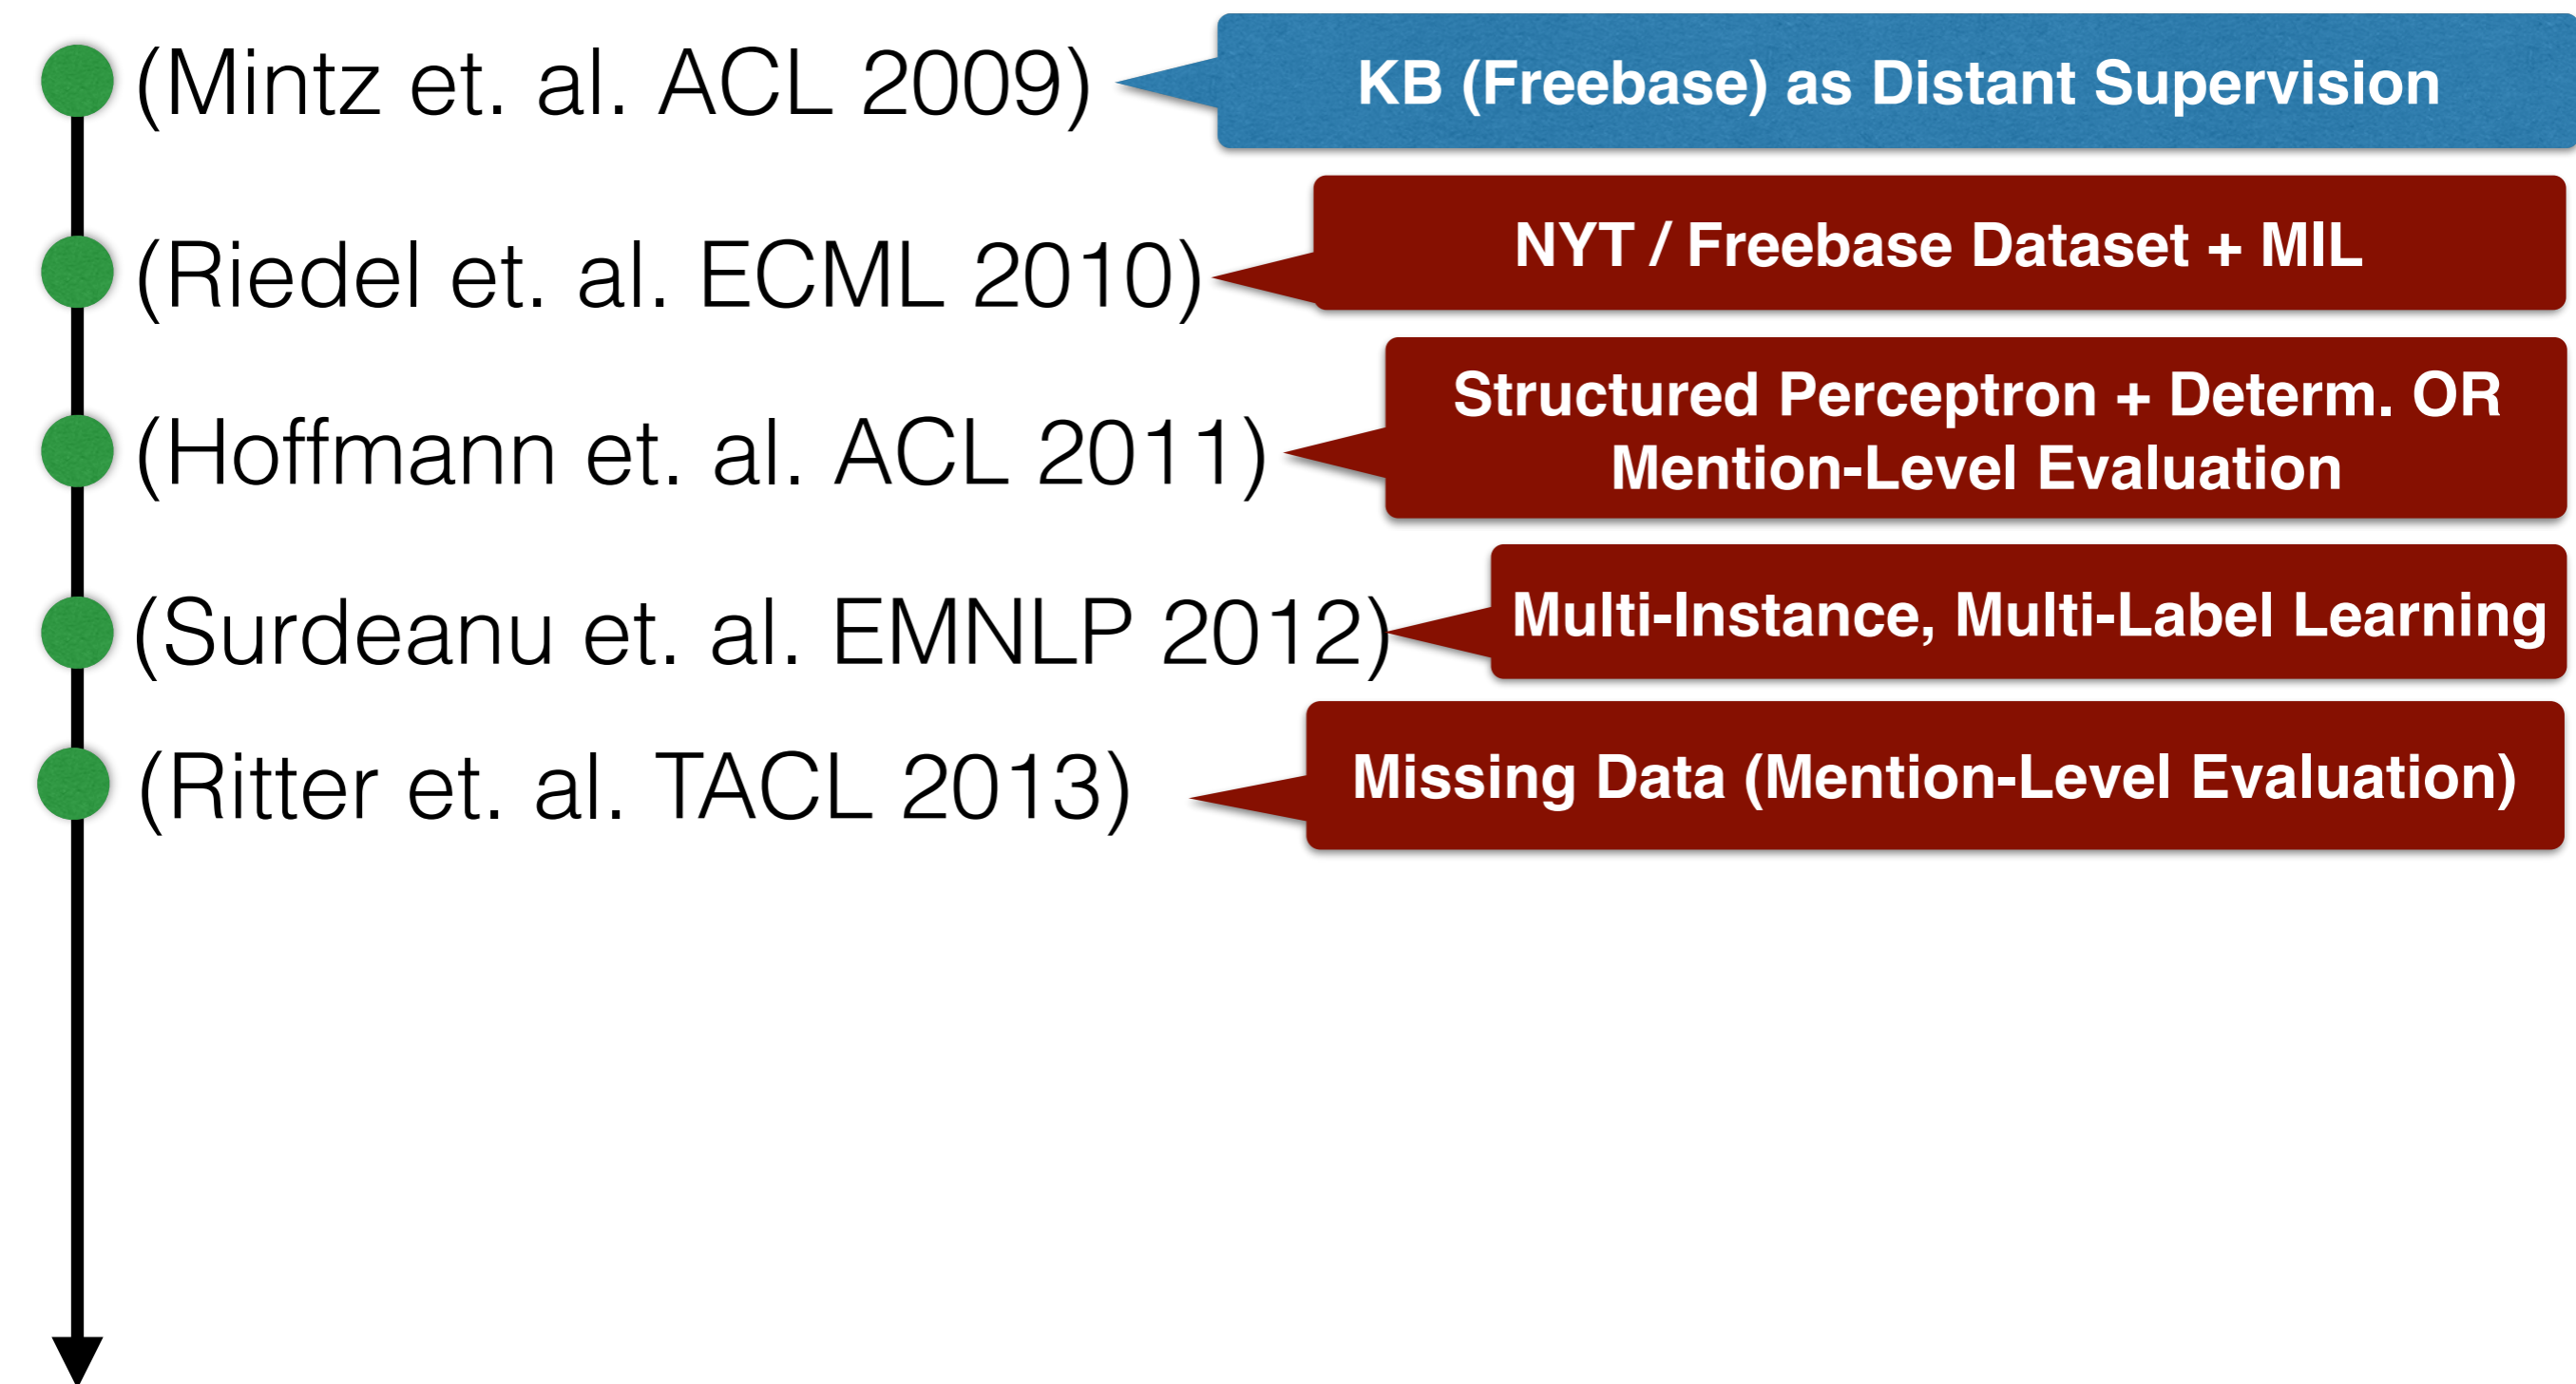 (Mintz et. al. ACL 2009)
KB (Freebase) as Distant Supervision
(Riedel et. al. ECML 2010)
NYT / Freebase Dataset + MIL
(Hoffmann et. al. ACL 2011)
Structured Perceptron + Determ. OR
Mention-Level Evaluation
(Surdeanu et. al. EMNLP 2012)
Multi-Instance, Multi-Label Learning
(Ritter et. al. TACL 2013)
Missing Data (Mention-Level Evaluation)